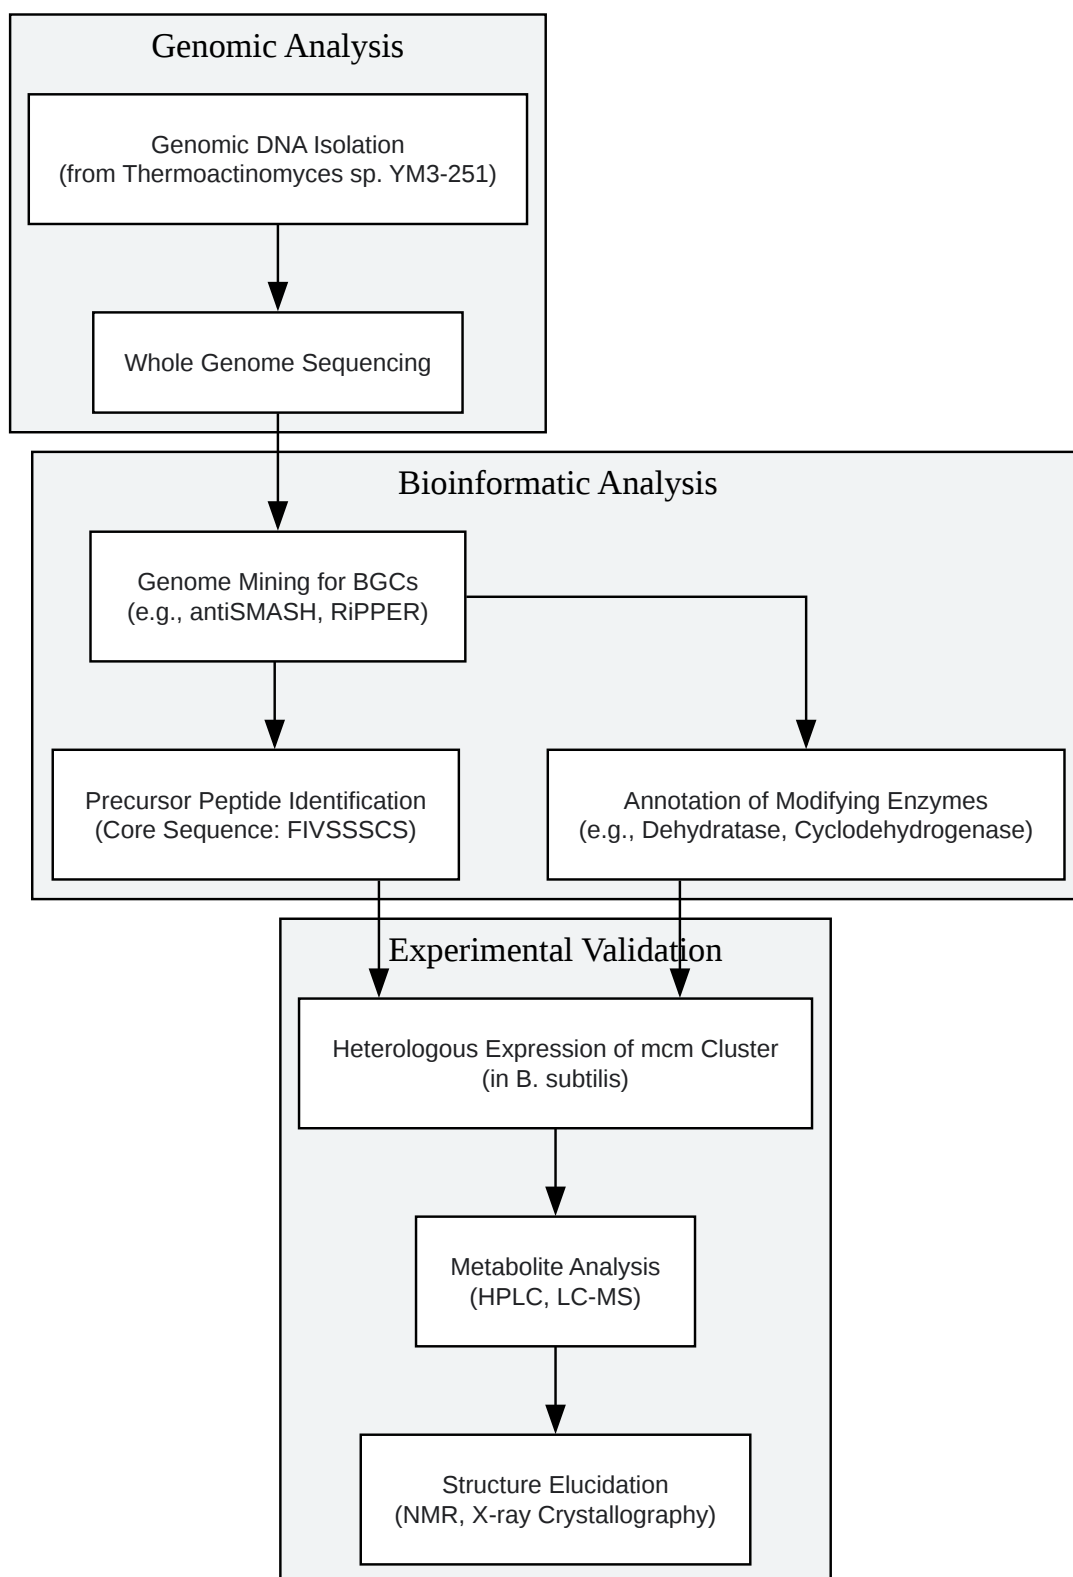 Genomic Analysis
Genomic DNA Isolation
(from Thermoactinomyces sp. YM3-251)
Whole Genome Sequencing
Bioinformatic Analysis
Genome Mining for BGCs
(e.g., antiSMASH, RiPPER)
Precursor Peptide Identification
(Core Sequence: FIVSSSCS)
Annotation of Modifying Enzymes
(e.g., Dehydratase, Cyclodehydrogenase)
Experimental Validation
Heterologous Expression of mcm Cluster
(in B. subtilis)
Metabolite Analysis
(HPLC, LC-MS)
Structure Elucidation
(NMR, X-ray Crystallography)